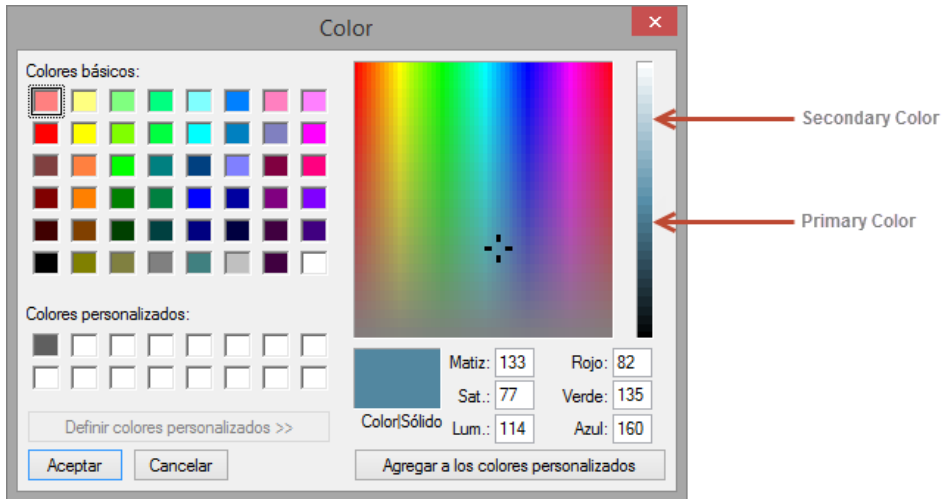 Color
Colores básicos:
Secondary Color
Primary Color
Colores personalizados:
Matiz: 133 Rojo: 82
Sat.: 77 Verde: 135
Color|Sólido Lum.: 114 Azul: 160
Definir colores personalizados >>
Aceptar Cancelar Agregar a los colores personalizados